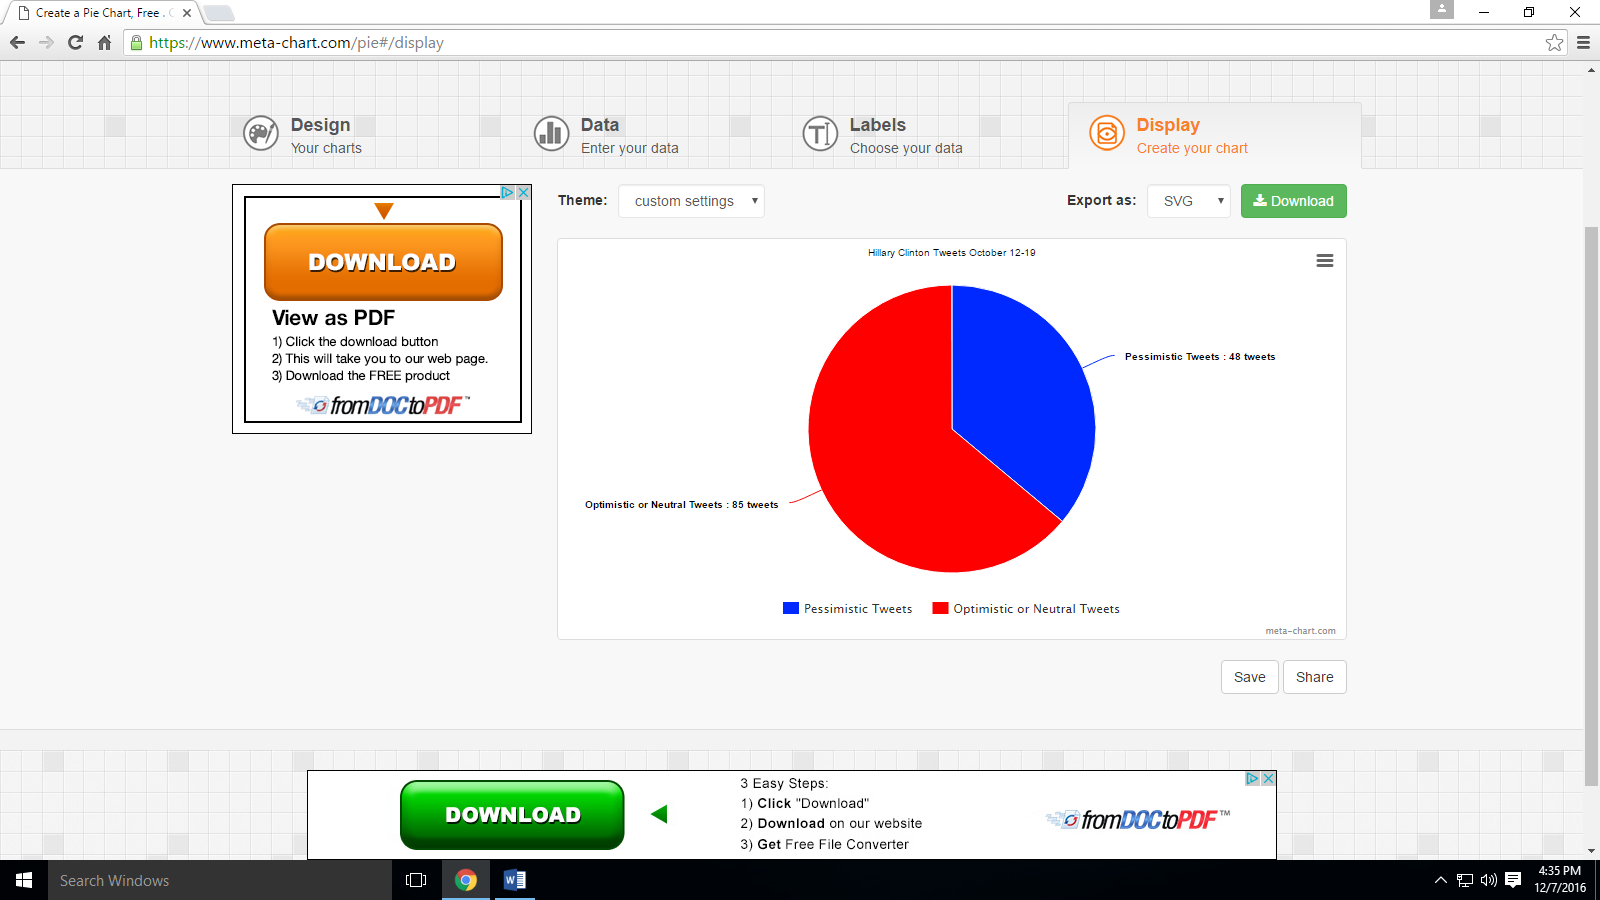 Create a Pie Chart, Free .
https://www.meta-chart.com/pie#/display
Design
Your charts
Data
Enter your data
Labels
Choose your data
Display
Create your chart
DOWNLOAD
View as PDF
1) Click the download button
2) This will take you to our web page.
3) Download the FREE product
fromDOCtoPDF™
Theme:
custom settings
Export as:
SVG
Download
Hillary Clinton Tweets October 12-19
Pessimistic Tweets : 48 tweets
Optimistic or Neutral Tweets : 85 tweets
Pessimistic Tweets
Optimistic or Neutral Tweets
meta-chart.com
Save
Share
DOWNLOAD
3 Easy Steps:
1) Click "Download"
2) Download on our website
3) Get Free File Converter
fromDOCtoPDF™
Search Windows
4:35 PM
12/7/2016